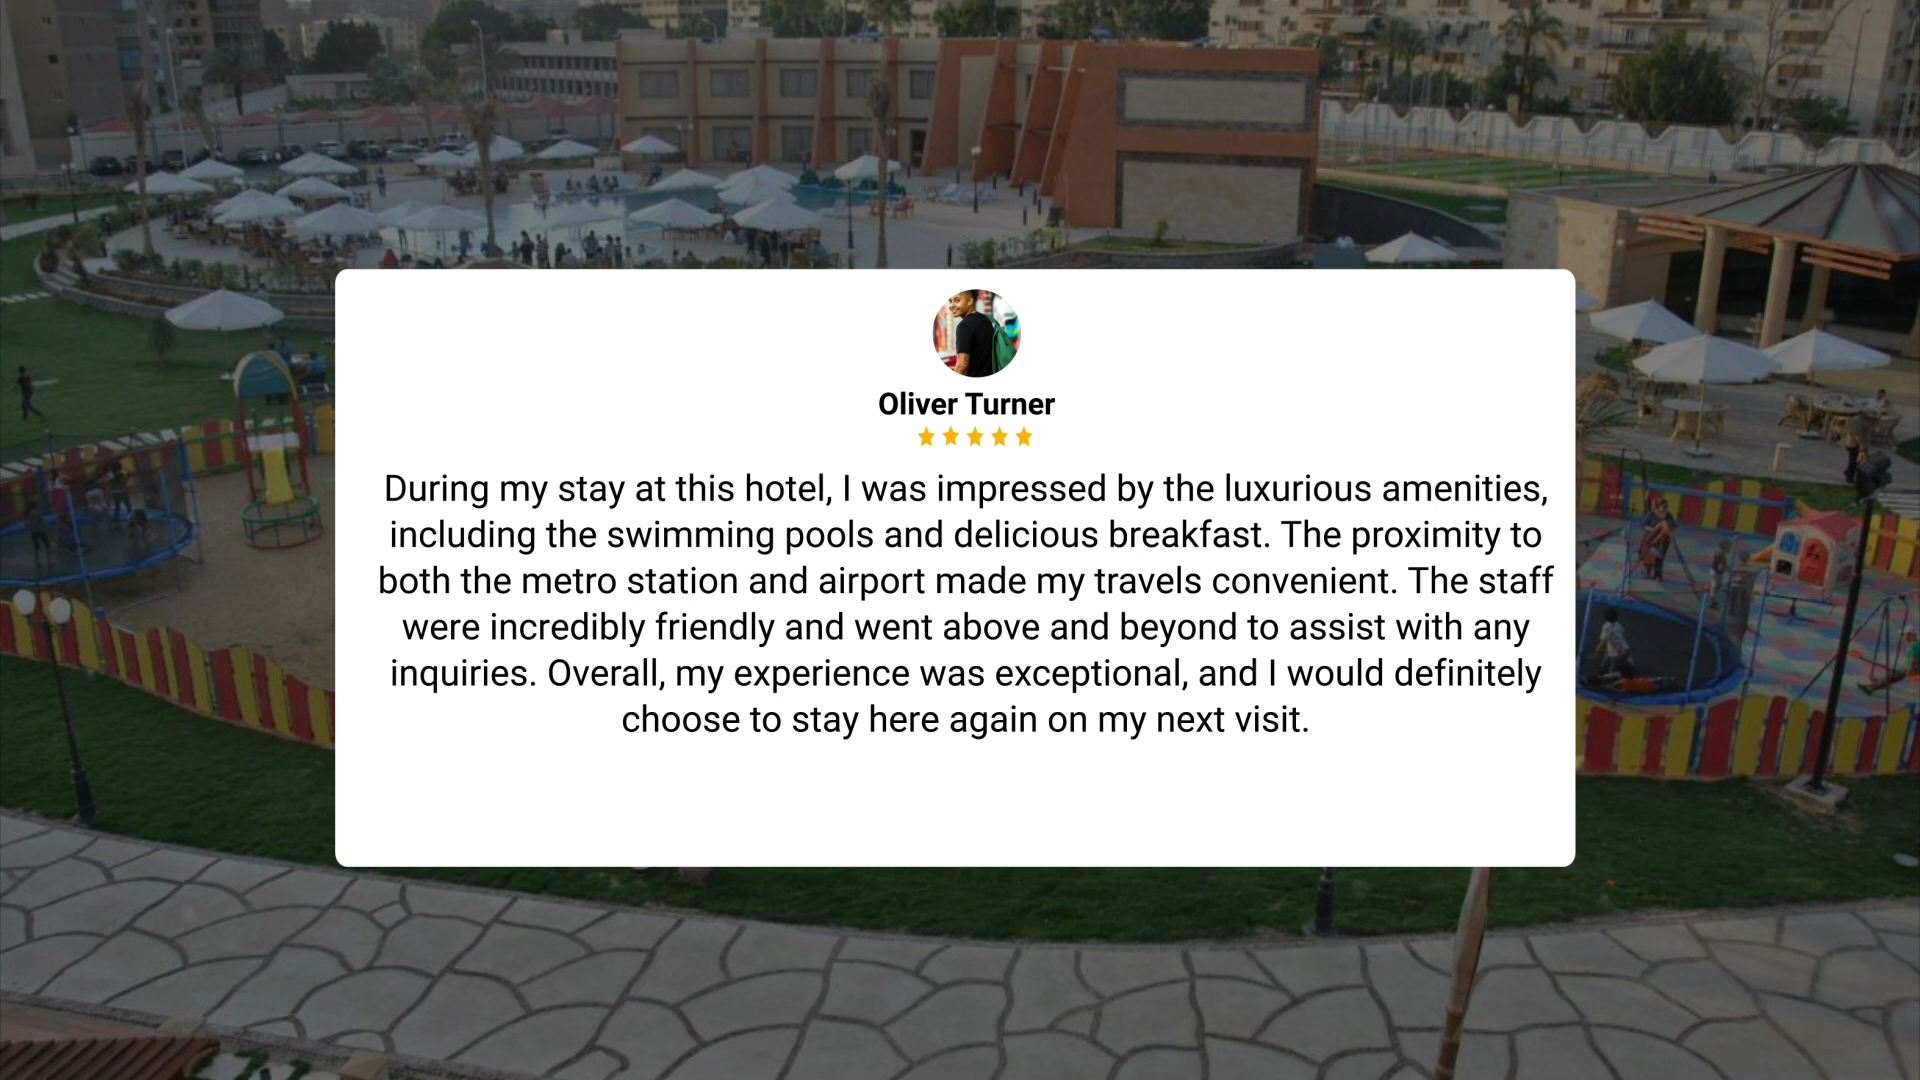 Oliver Turner
During my stay at this hotel, I was impressed by the luxurious amenities,
including the swimming pools and delicious breakfast. The proximity to
both the metro station and airport made my travels convenient. The staff
were incredibly friendly and went above and beyond to assist with any
inquiries. Overall, my experience was exceptional, and I would definitely
choose to stay here again on my next visit.